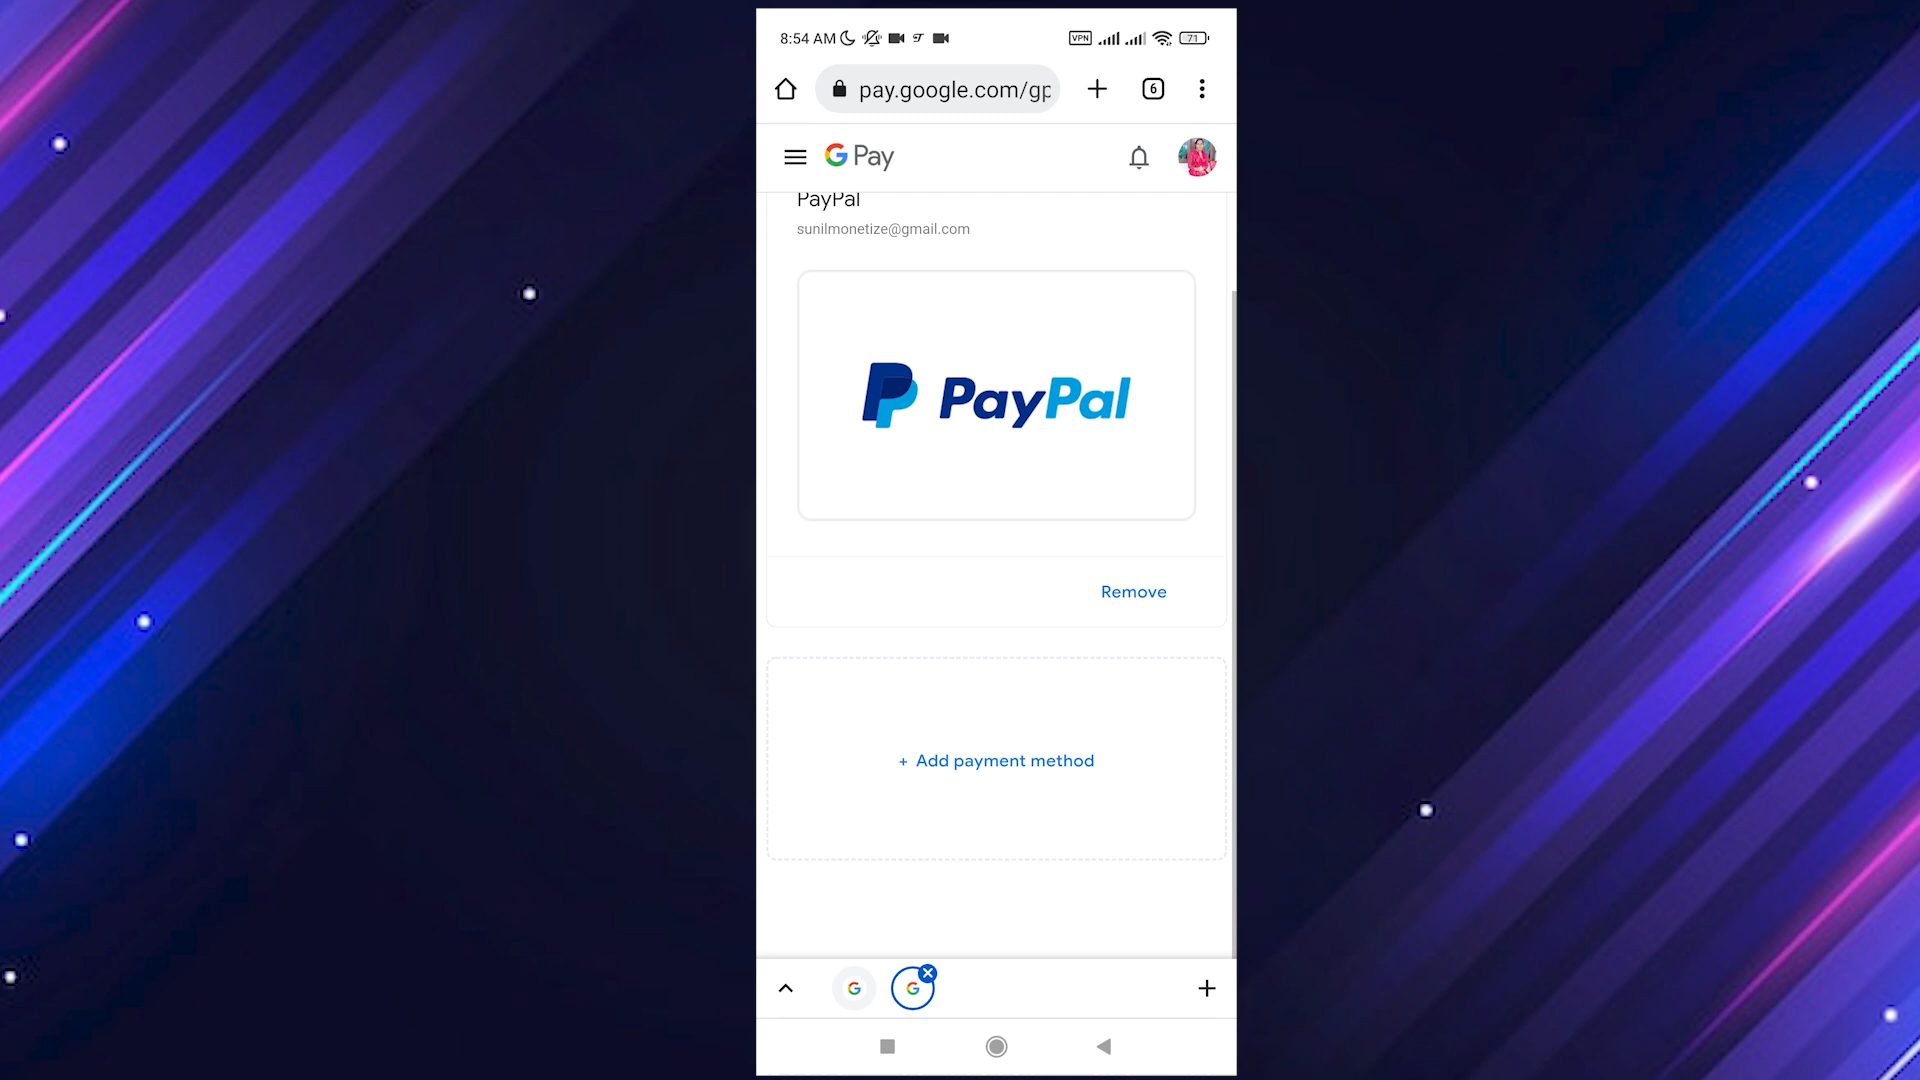 8:54 AM
VPN
71
pay.google.com/gp
6
G Pay
PayPal
sunilmonetize@gmail.com
PayPal
Remove
+ Add payment method